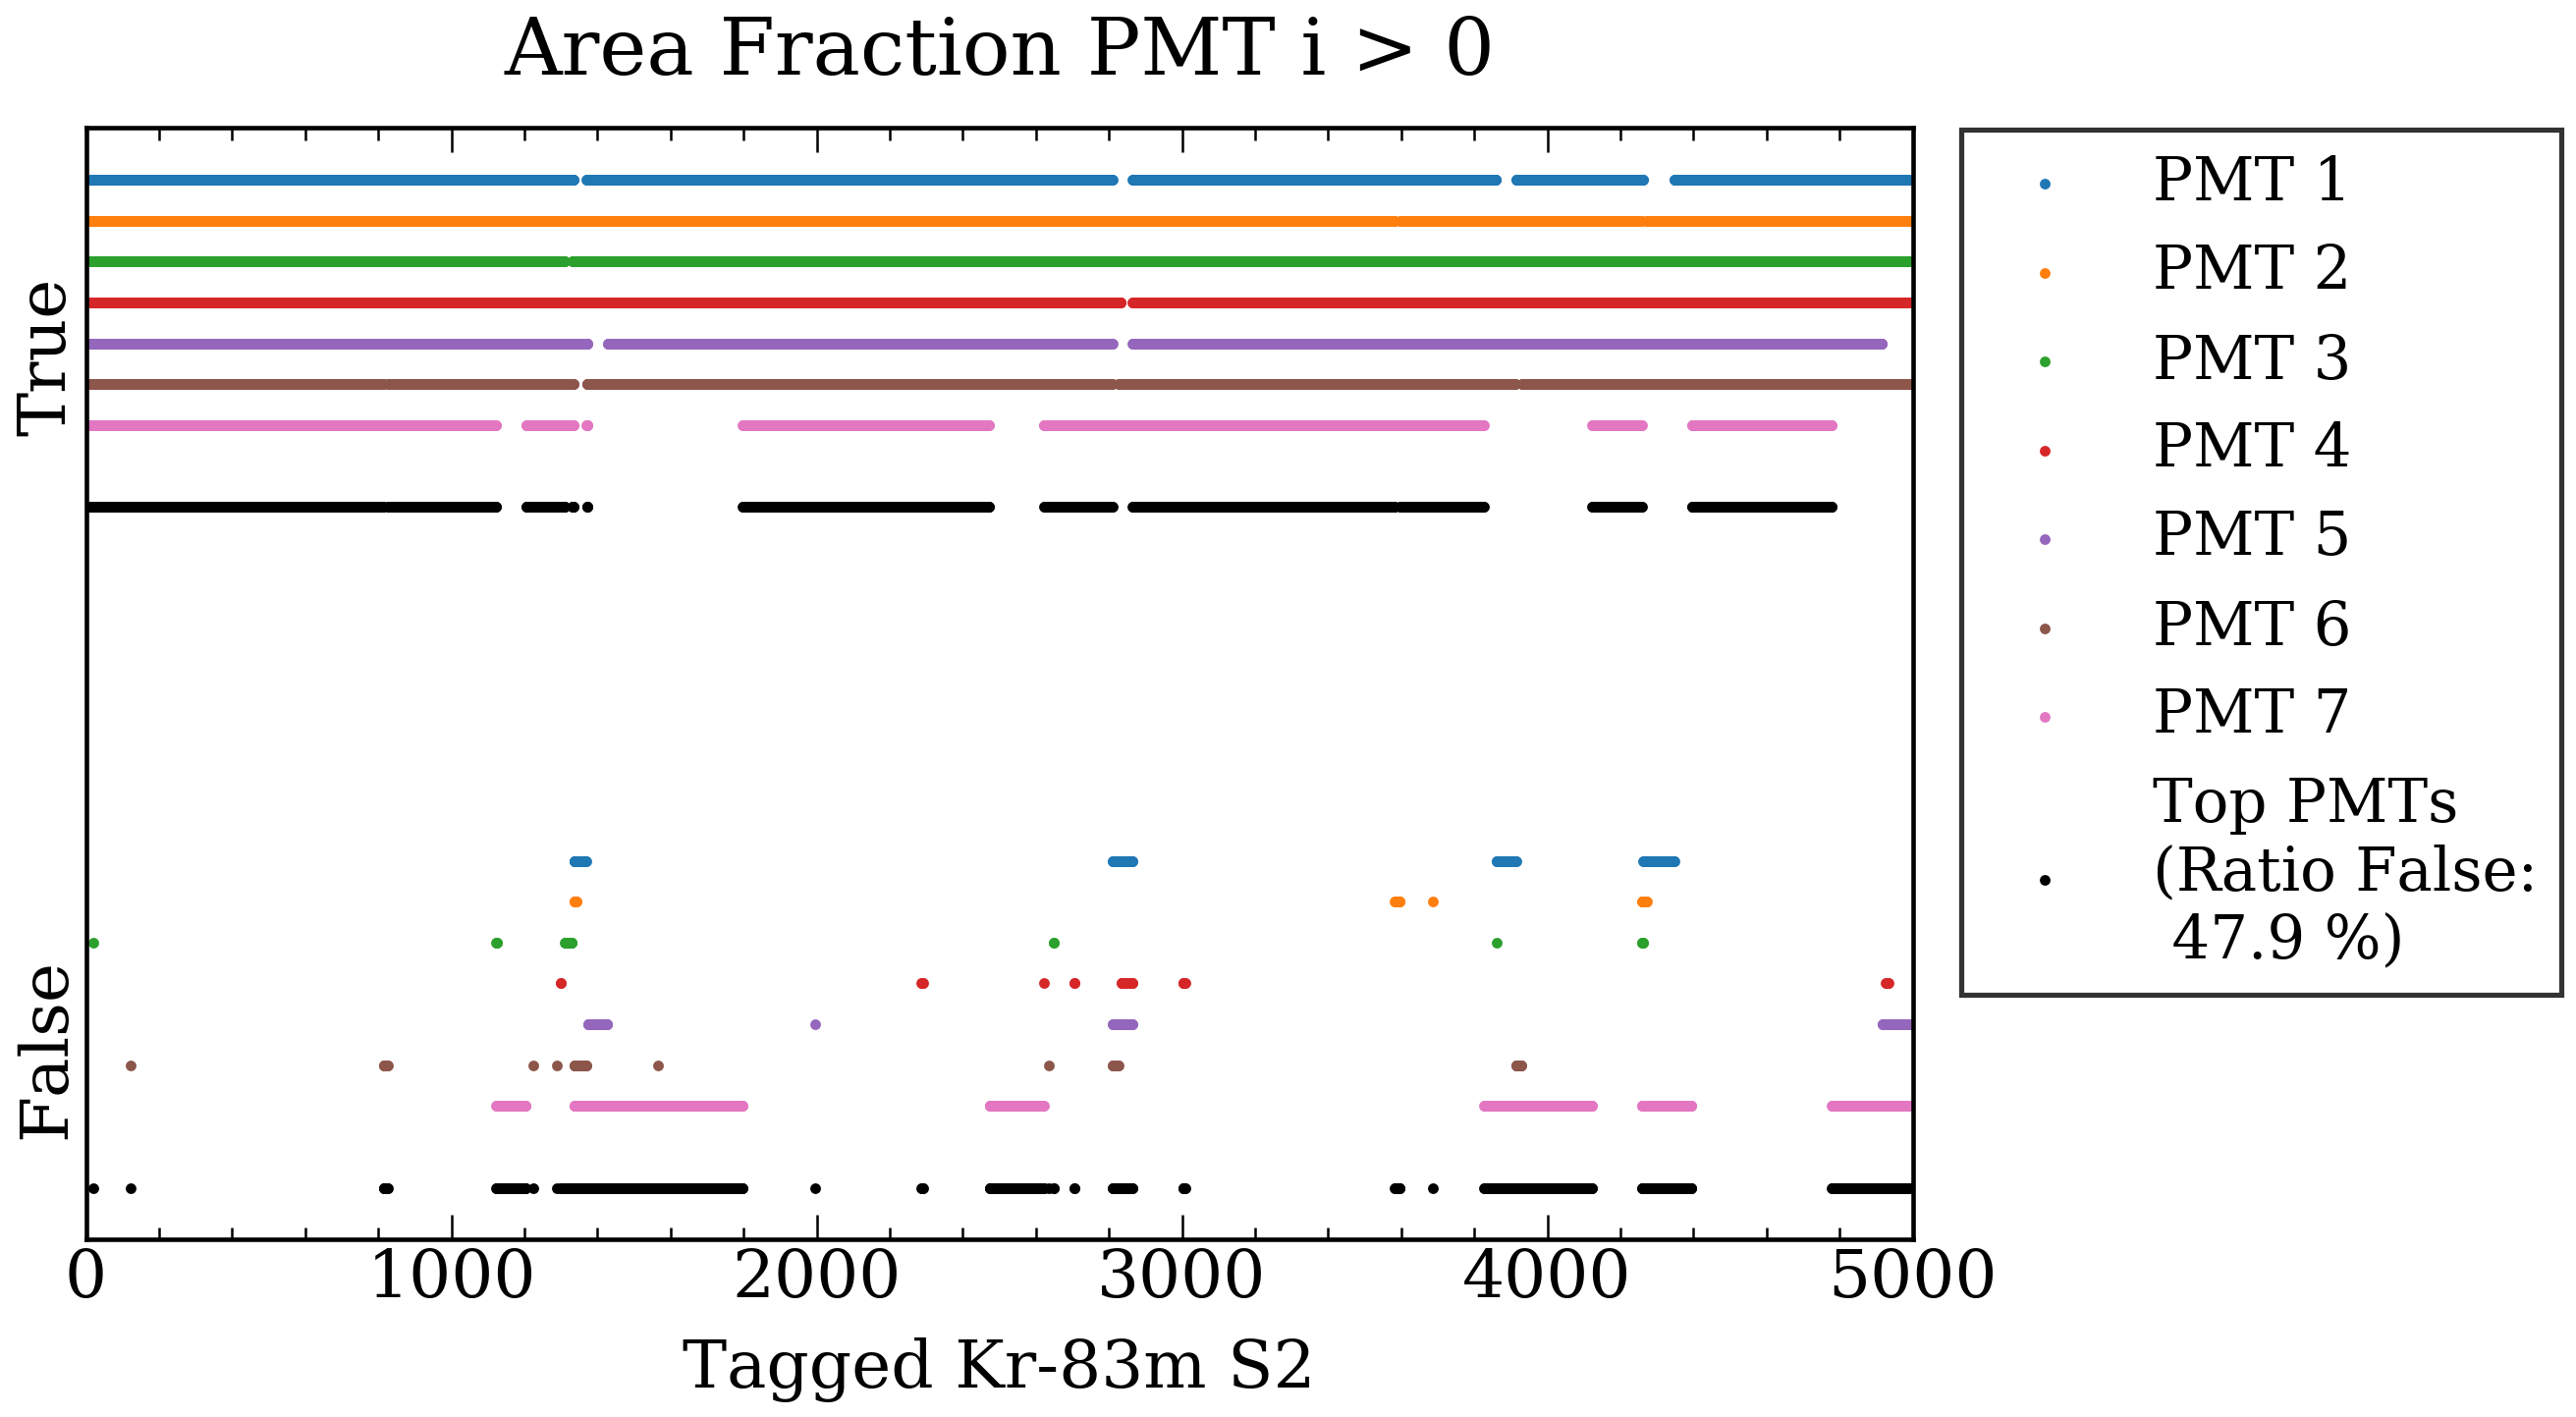 Area Fraction PMT i > 0
True
False
0 1000 2000 3000 4000 5000
Tagged Kr-83m S2
PMT 1
PMT 2
PMT 3
PMT 4
PMT 5
PMT 6
PMT 7
Top PMTs
(Ratio False:
47.9 %)